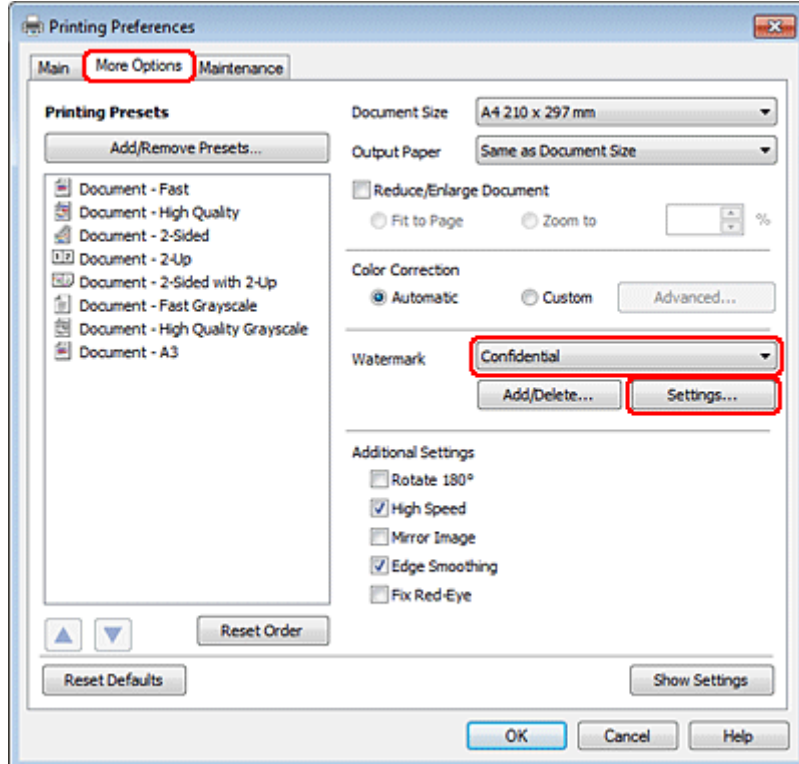 Printing Preferences
Main More Options Maintenance
Printing Presets
Add/Remove Presets...
Document - Fast
Document - High Quality
Document - 2-Sided
Document - 2-Up
Document - 2-Sided with 2-Up
Document - Fast Grayscale
Document - High Quality Grayscale
Document - A3
Reset Order
Document Size A4 210 x 297 mm
Output Paper Same as Document Size
Reduce/Enlarge Document
Fit to Page Zoom to %
Color Correction
Automatic Custom Advanced...
Watermark Confidential
Add/Delete... Settings...
Additional Settings
Rotate 180°
High Speed
Mirror Image
Edge Smoothing
Fix Red-Eye
Reset Defaults Show Settings
OK Cancel Help